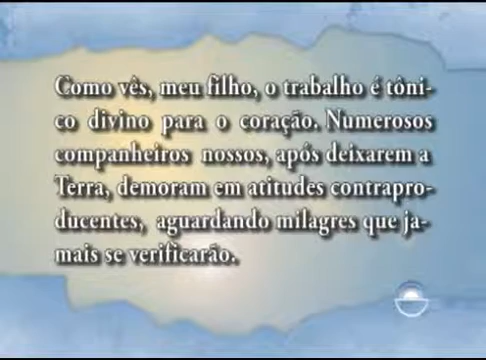 Como vês, meu filho, o trabalho é tôni-
co divino para o coração. Numerosos
companheiros nossos, após deixarem a
Terra, demoram em atitudes contrapro-
ducentes, aguardando milagres que ja-
mais se verificarão.